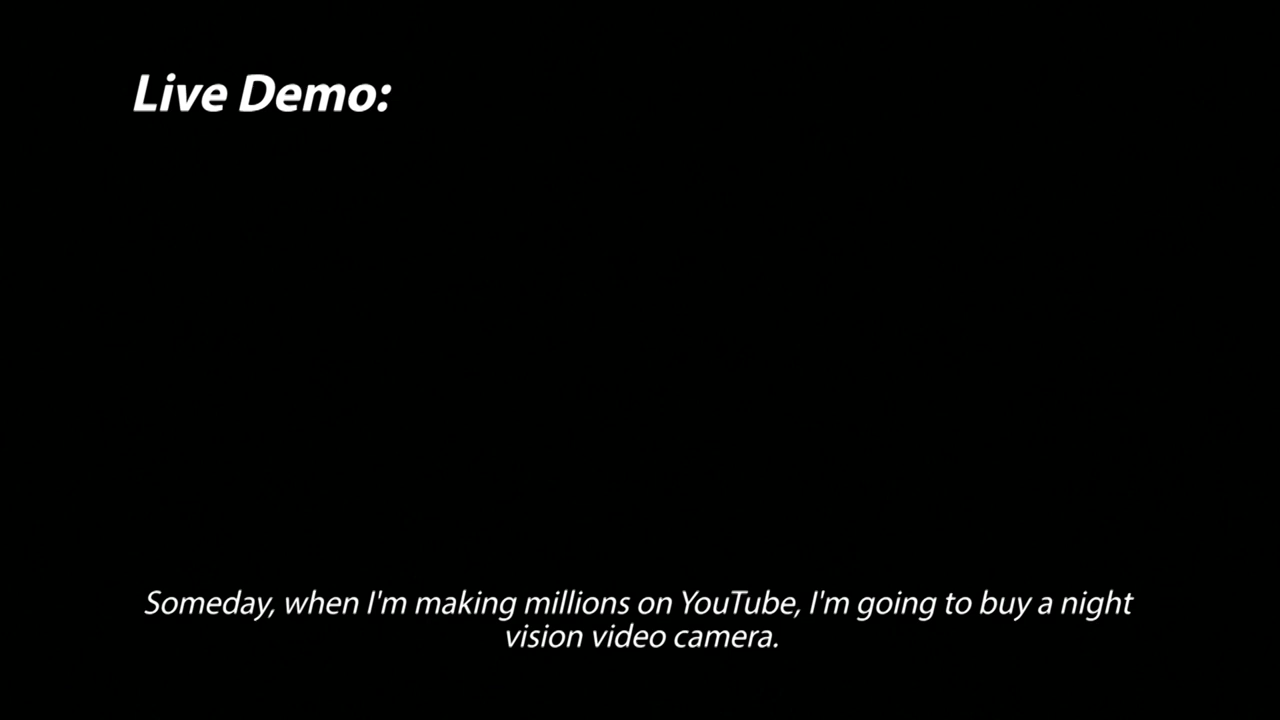 Live Demo:
Someday, when I'm making millions on YouTube, I'm going to buy a night
vision video camera.